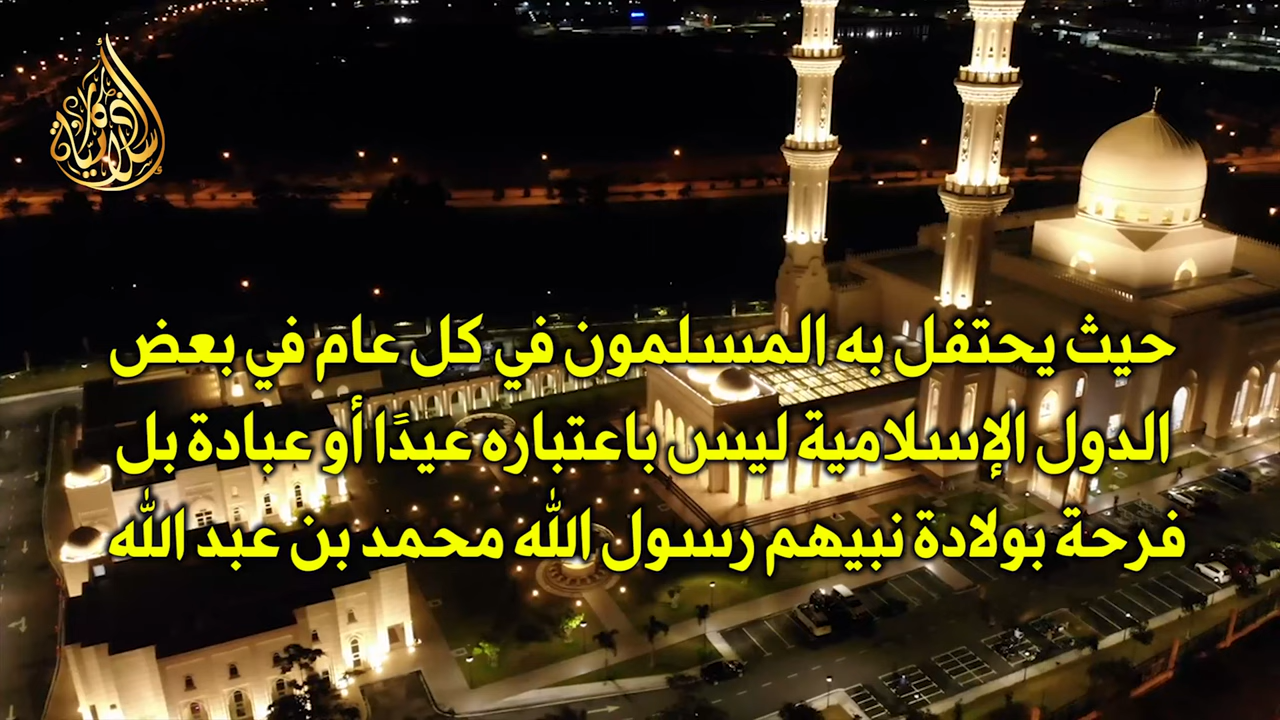 حيث يحتفل به المسلمون في كل عام في بعض
الدول الإسلامية ليس باعتباره عيدًا أو عبادة بل
فرحة بولادة نبيهم رسول الله محمد بن عبد الله